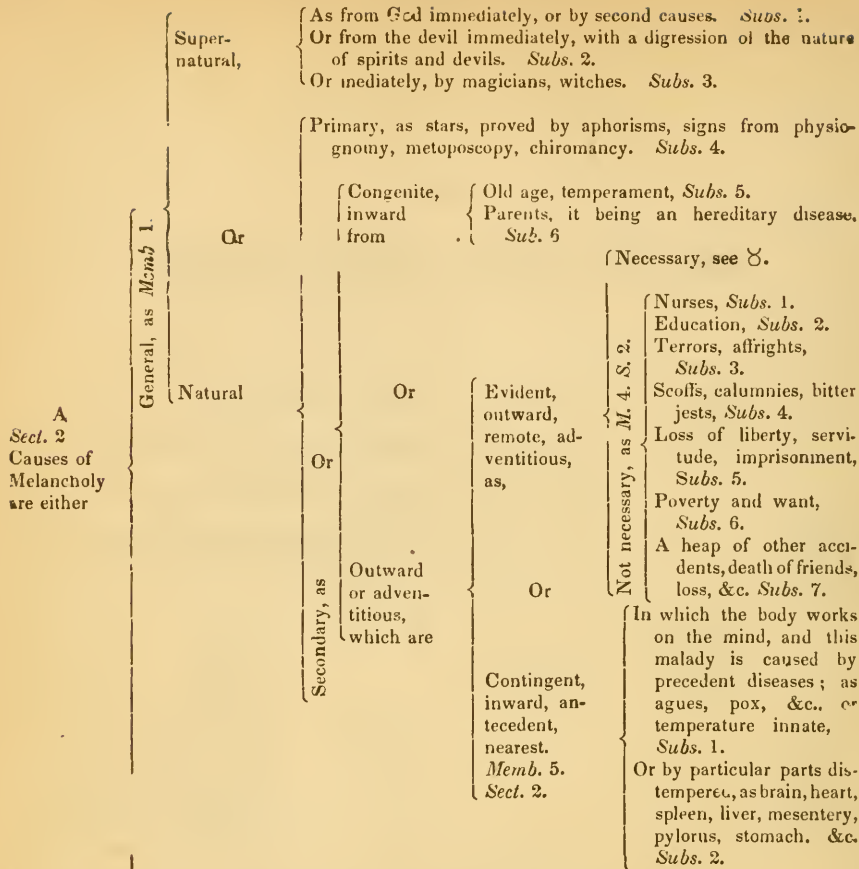 A
Sect. 2
Causes of
Melancholy
are either
General, as Memb 1.
Super-
natural,
As from God immediately, or by second causes. Subs. 1.
Or from the devil immediately, with a digression of the nature
of spirits and devils. Subs. 2.
Or mediately, by magicians, witches. Subs. 3.
Or
Natural
Primary, as stars, proved by aphorisms, signs from physio-
gnomy, metoposcopy, chiromancy. Subs. 4.
Or
Secondary, as
Congenite,
inward
from
Old age, temperament, Subs. 5.
Parents, it being an hereditary disease,
Sub. 6
Or
Outward
or adven-
titious,
which are
Evident,
outward,
remote, ad-
ventitious,
as,
Necessary, see ♉.
Not necessary, as M. 4. S. 2.
Nurses, Subs. 1.
Education, Subs. 2.
Terrors, affrights,
Subs. 3.
Scoffs, calumnies, bitter
jests, Subs. 4.
Loss of liberty, servi-
tude, imprisonment,
Subs. 5.
Poverty and want,
Subs. 6.
A heap of other acci-
dents, death of friends,
loss, &c. Subs. 7.
Or
Contingent,
inward, an-
tecedent,
nearest.
Memb. 5.
Sect. 2.
In which the body works
on the mind, and this
malady is caused by
precedent diseases; as
agues, pox, &c., or
temperature innate,
Subs. 1.
Or by particular parts dis-
tempered, as brain, heart,
spleen, liver, mesentery,
pylorus, stomach. &c.
Subs. 2.